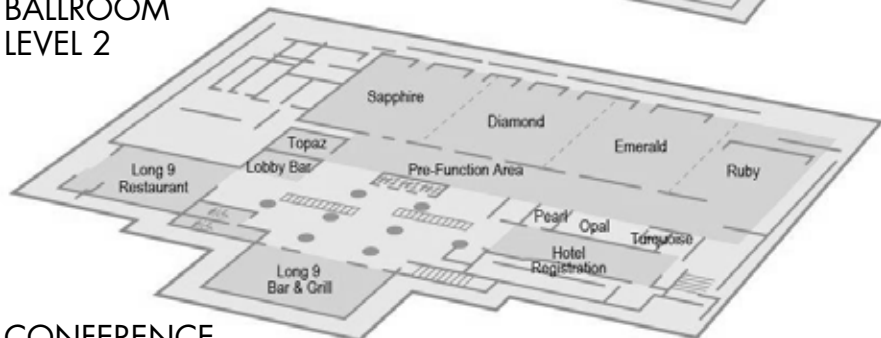 BALLROOM
LEVEL 2
Sapphire
Diamond
Emerald
Ruby
Topaz
Lobby Bar
Pre-Function Area
Long 9
Restaurant
Pearl
Opal
Turquoise
Hotel
Registration
Long 9
Bar & Grill
CONFERENCE